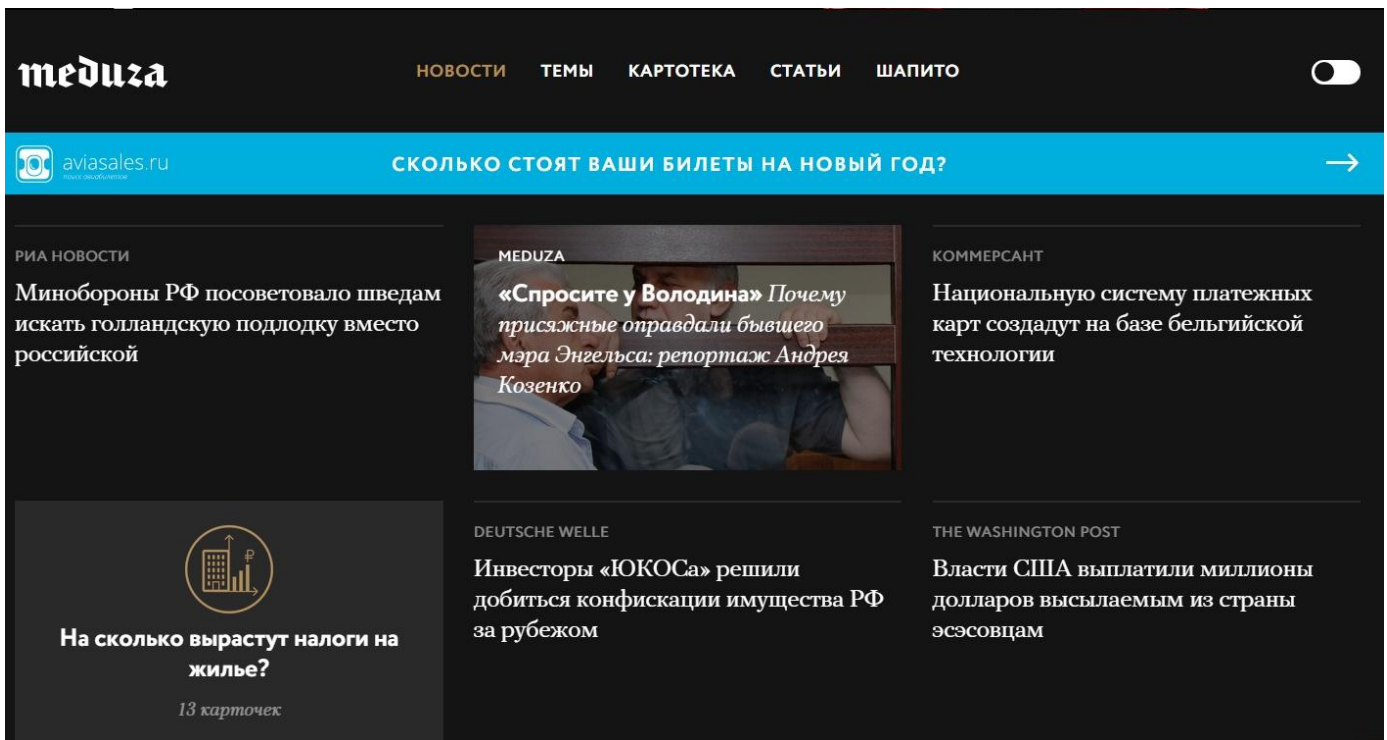 meduza
НОВОСТИ ТЕМЫ КАРТОТЕКА СТАТЬИ ШАПИТО
aviasales.ru
СКОЛЬКО СТОЯТ ВАШИ БИЛЕТЫ НА НОВЫЙ ГОД?
РИА НОВОСТИ
Минобороны РФ посоветовало шведам
искать голландскую подлодку вместо
российской
MEDUZA
«Спросите у Володина» Почему
присяжные оправдали бывшего
мэра Энгельса: репортаж Андрея
Козенко
КОММЕРСАНТ
Национальную систему платежных
карт создадут на базе бельгийской
технологии
На сколько вырастут налоги на
жилье?
13 карточек
DEUTSCHE WELLE
Инвесторы «ЮКОСа» решили
добиться конфискации имущества РФ
за рубежом
THE WASHINGTON POST
Власти США выплатили миллионы
долларов высылаемым из страны
эсэсовцам